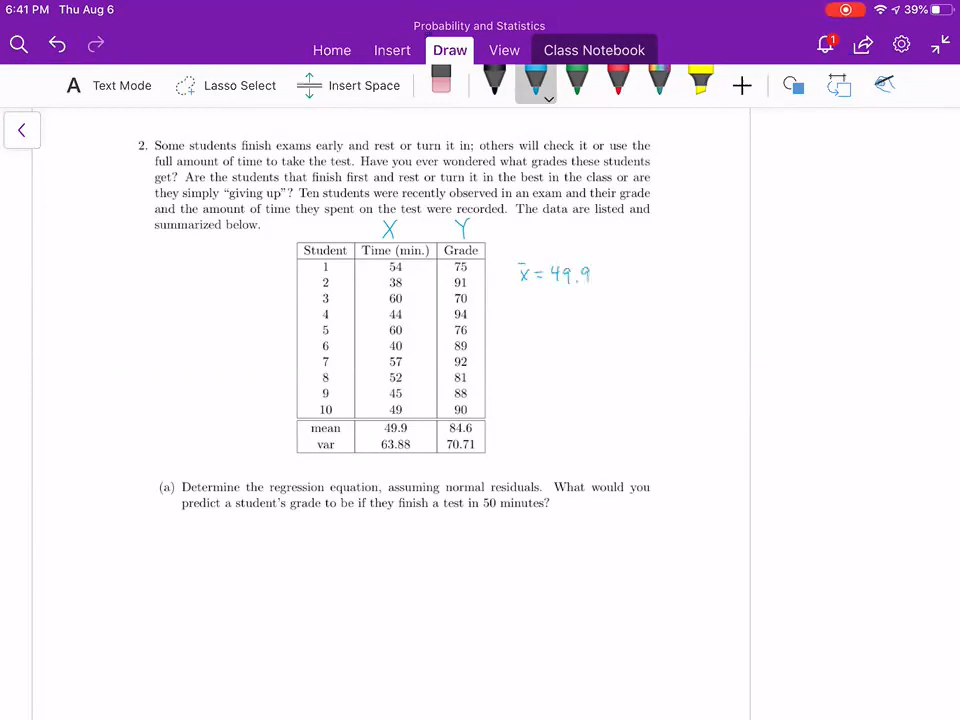 6:41 PM Thu Aug 6
39%
Probability and Statistics
Home Insert Draw View Class Notebook
1
A Text Mode Lasso Select Insert Space
2. Some students finish exams early and rest or turn it in; others will check it or use the
full amount of time to take the test. Have you ever wondered what grades these students
get? Are the students that finish first and rest or turn it in the best in the class or are
they simply "giving up"? Ten students were recently observed in an exam and their grade
and the amount of time they spent on the test were recorded. The data are listed and
summarized below.
X Y
Student Time (min.) Grade
1 54 75
2 38 91
3 60 70
4 44 94
5 60 76
6 40 89
7 57 92
8 52 81
9 45 88
10 49 90
mean 49.9 84.6
var 63.88 70.71
x̄ = 49.9
(a) Determine the regression equation, assuming normal residuals. What would you
predict a student's grade to be if they finish a test in 50 minutes?